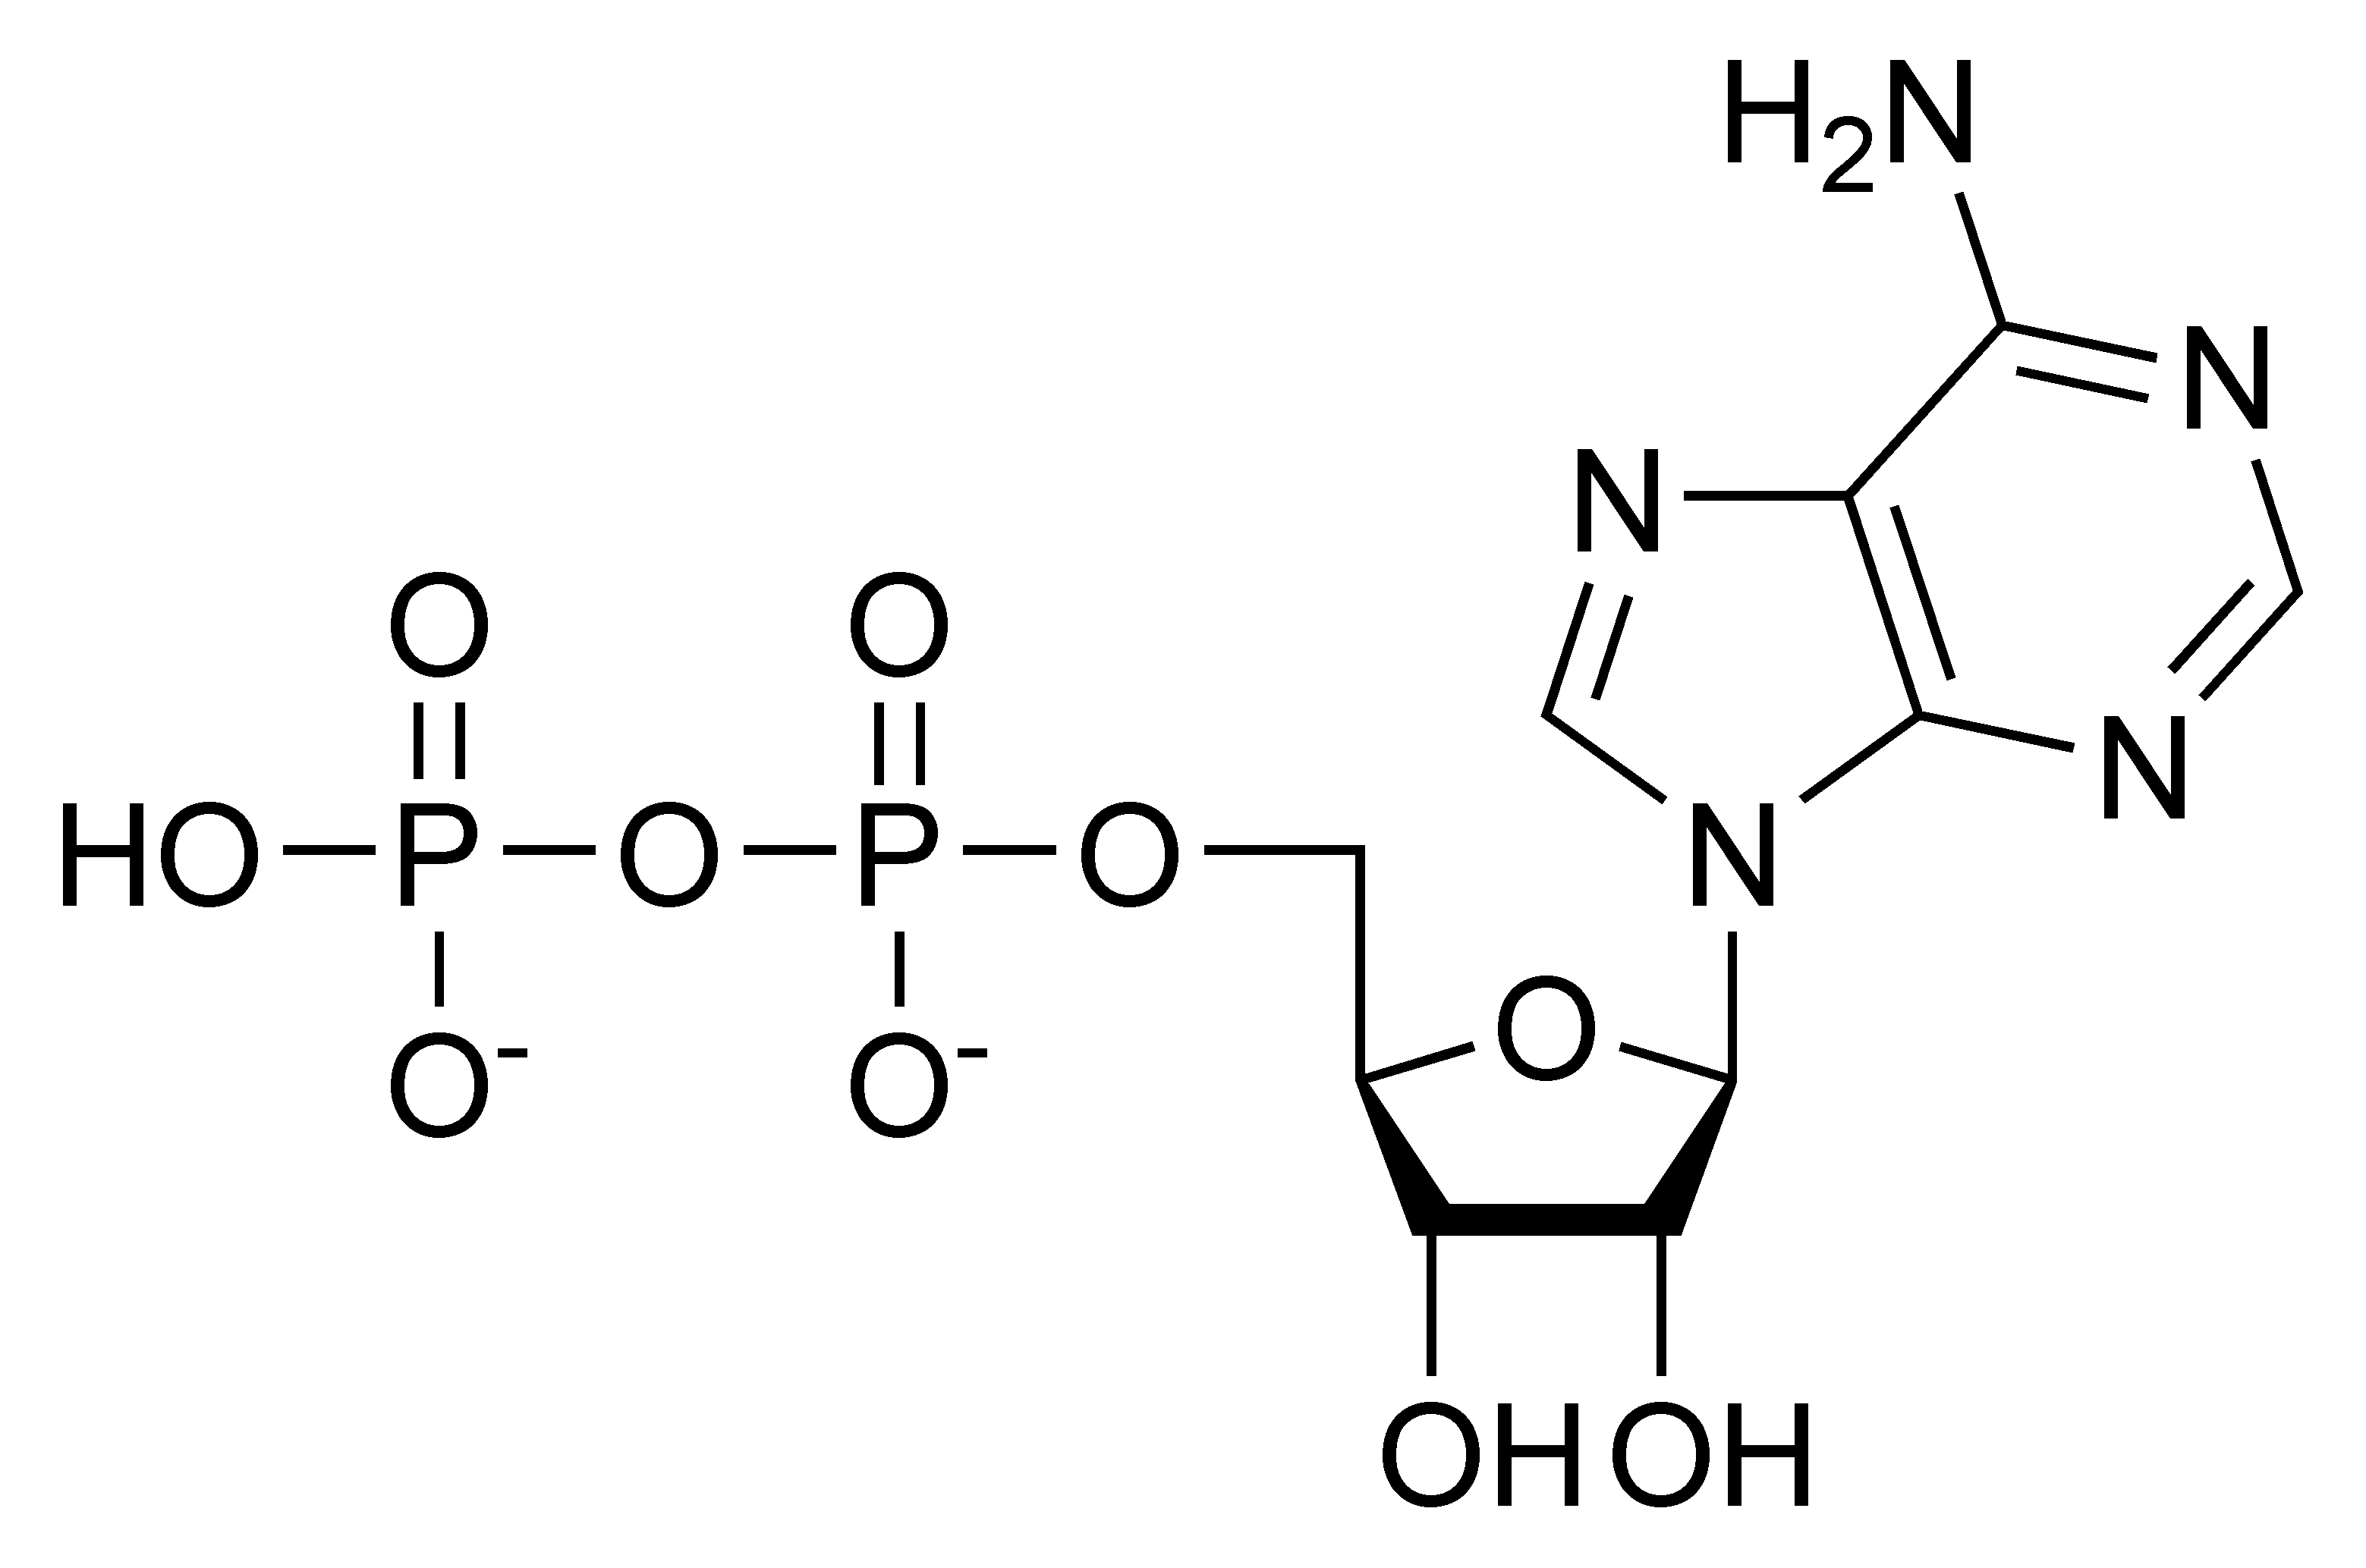 H2N
N
N
O O
HO P O P O N N
O- O- O
OH OH